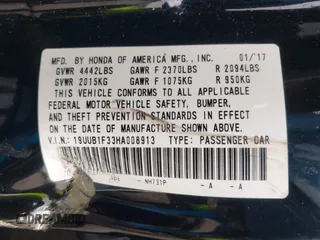 MFD. BY HONDA OF AMERICA MFG., INC. 01/17
GVWR 4442LBS GAWR F 2370LBS R 2094LBS
GVWR 2015KG GAWR F 1075KG R 950KG
THIS VEHICLE CONFORMS TO ALL APPLICABLE
FEDERAL MOTOR VEHICLE SAFETY, BUMPER,
AND THEFT PREVENTION STANDARDS IN EFFECT
ON THE DATE OF MANUFACTURE SHOWN ABOVE.
V.I.N.: 19UUB1F33HA008913 TYPE: PASSENGER CAR
NH731P - A - A
DREAM